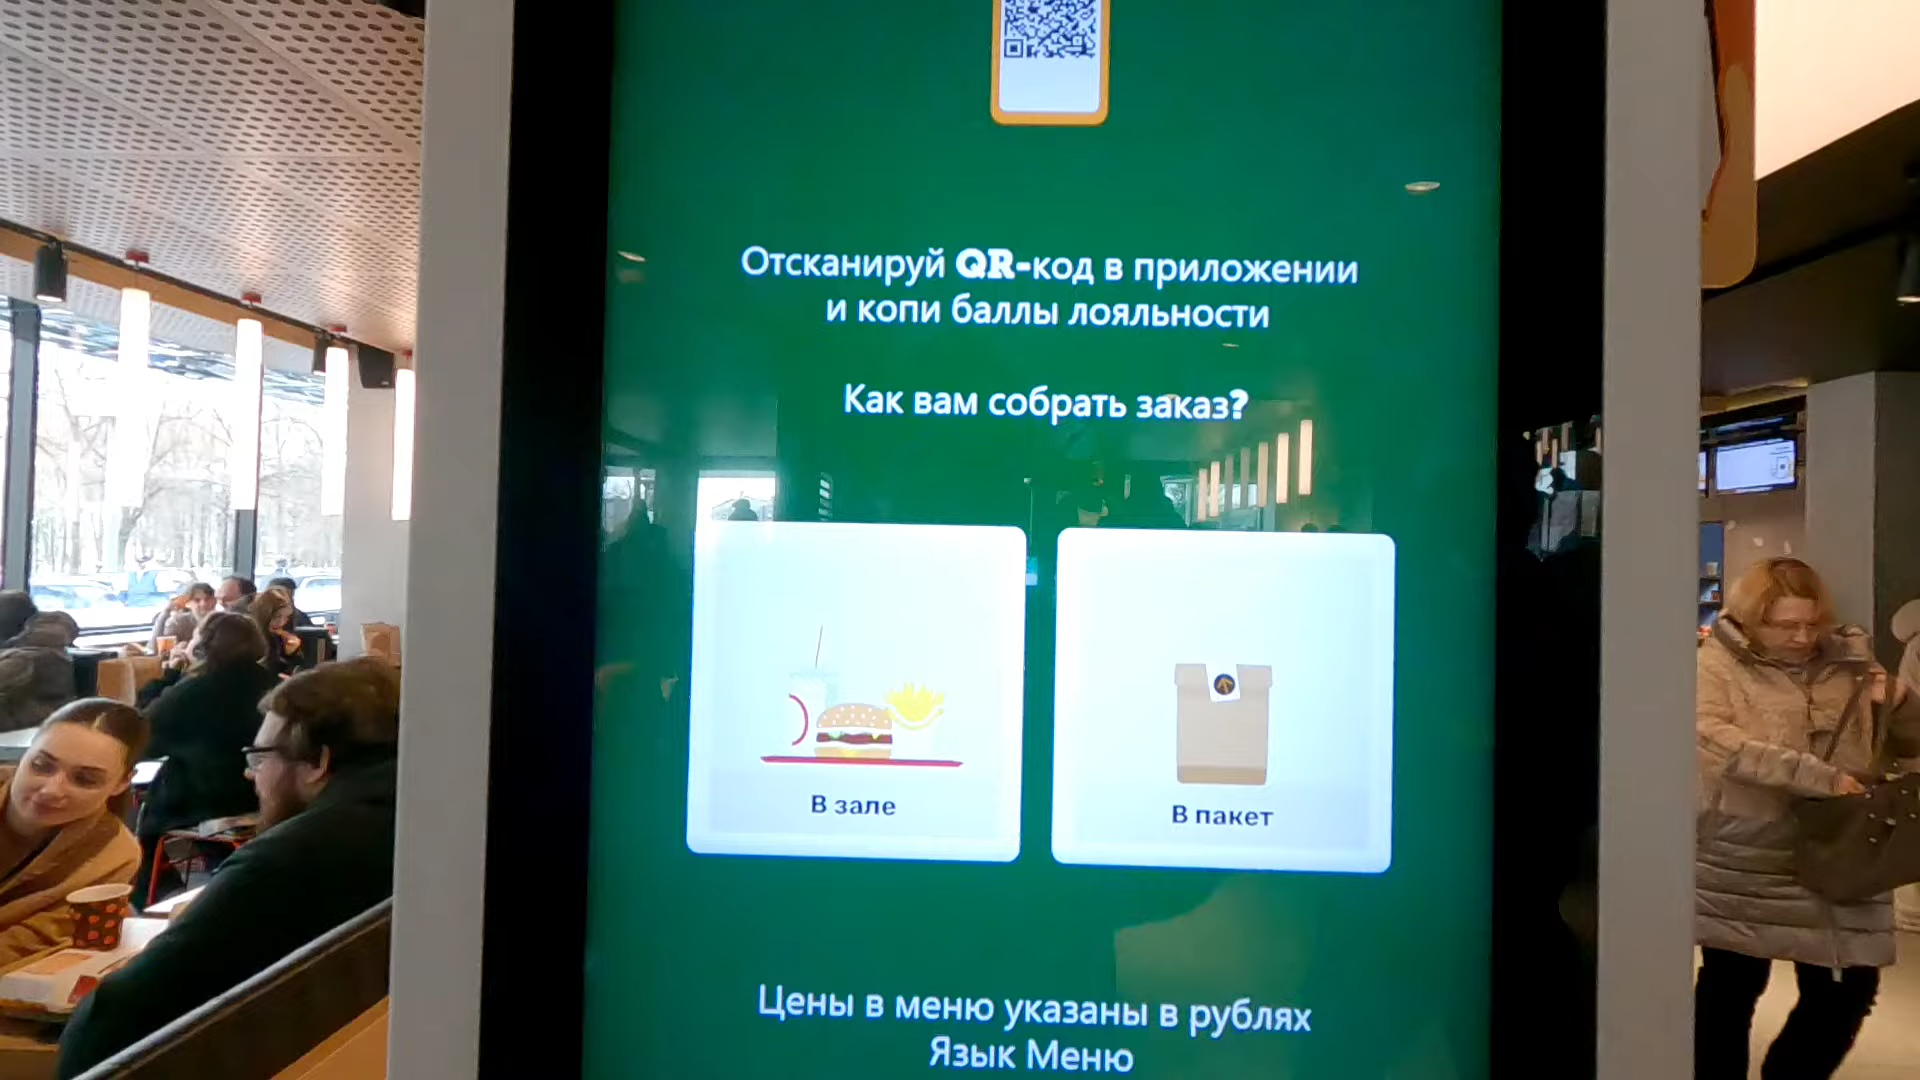 Отсканируй QR-код в приложении
и копи баллы лояльности
Как вам собрать заказ?
В зале
В пакет
Цены в меню указаны в рублях
Язык Меню